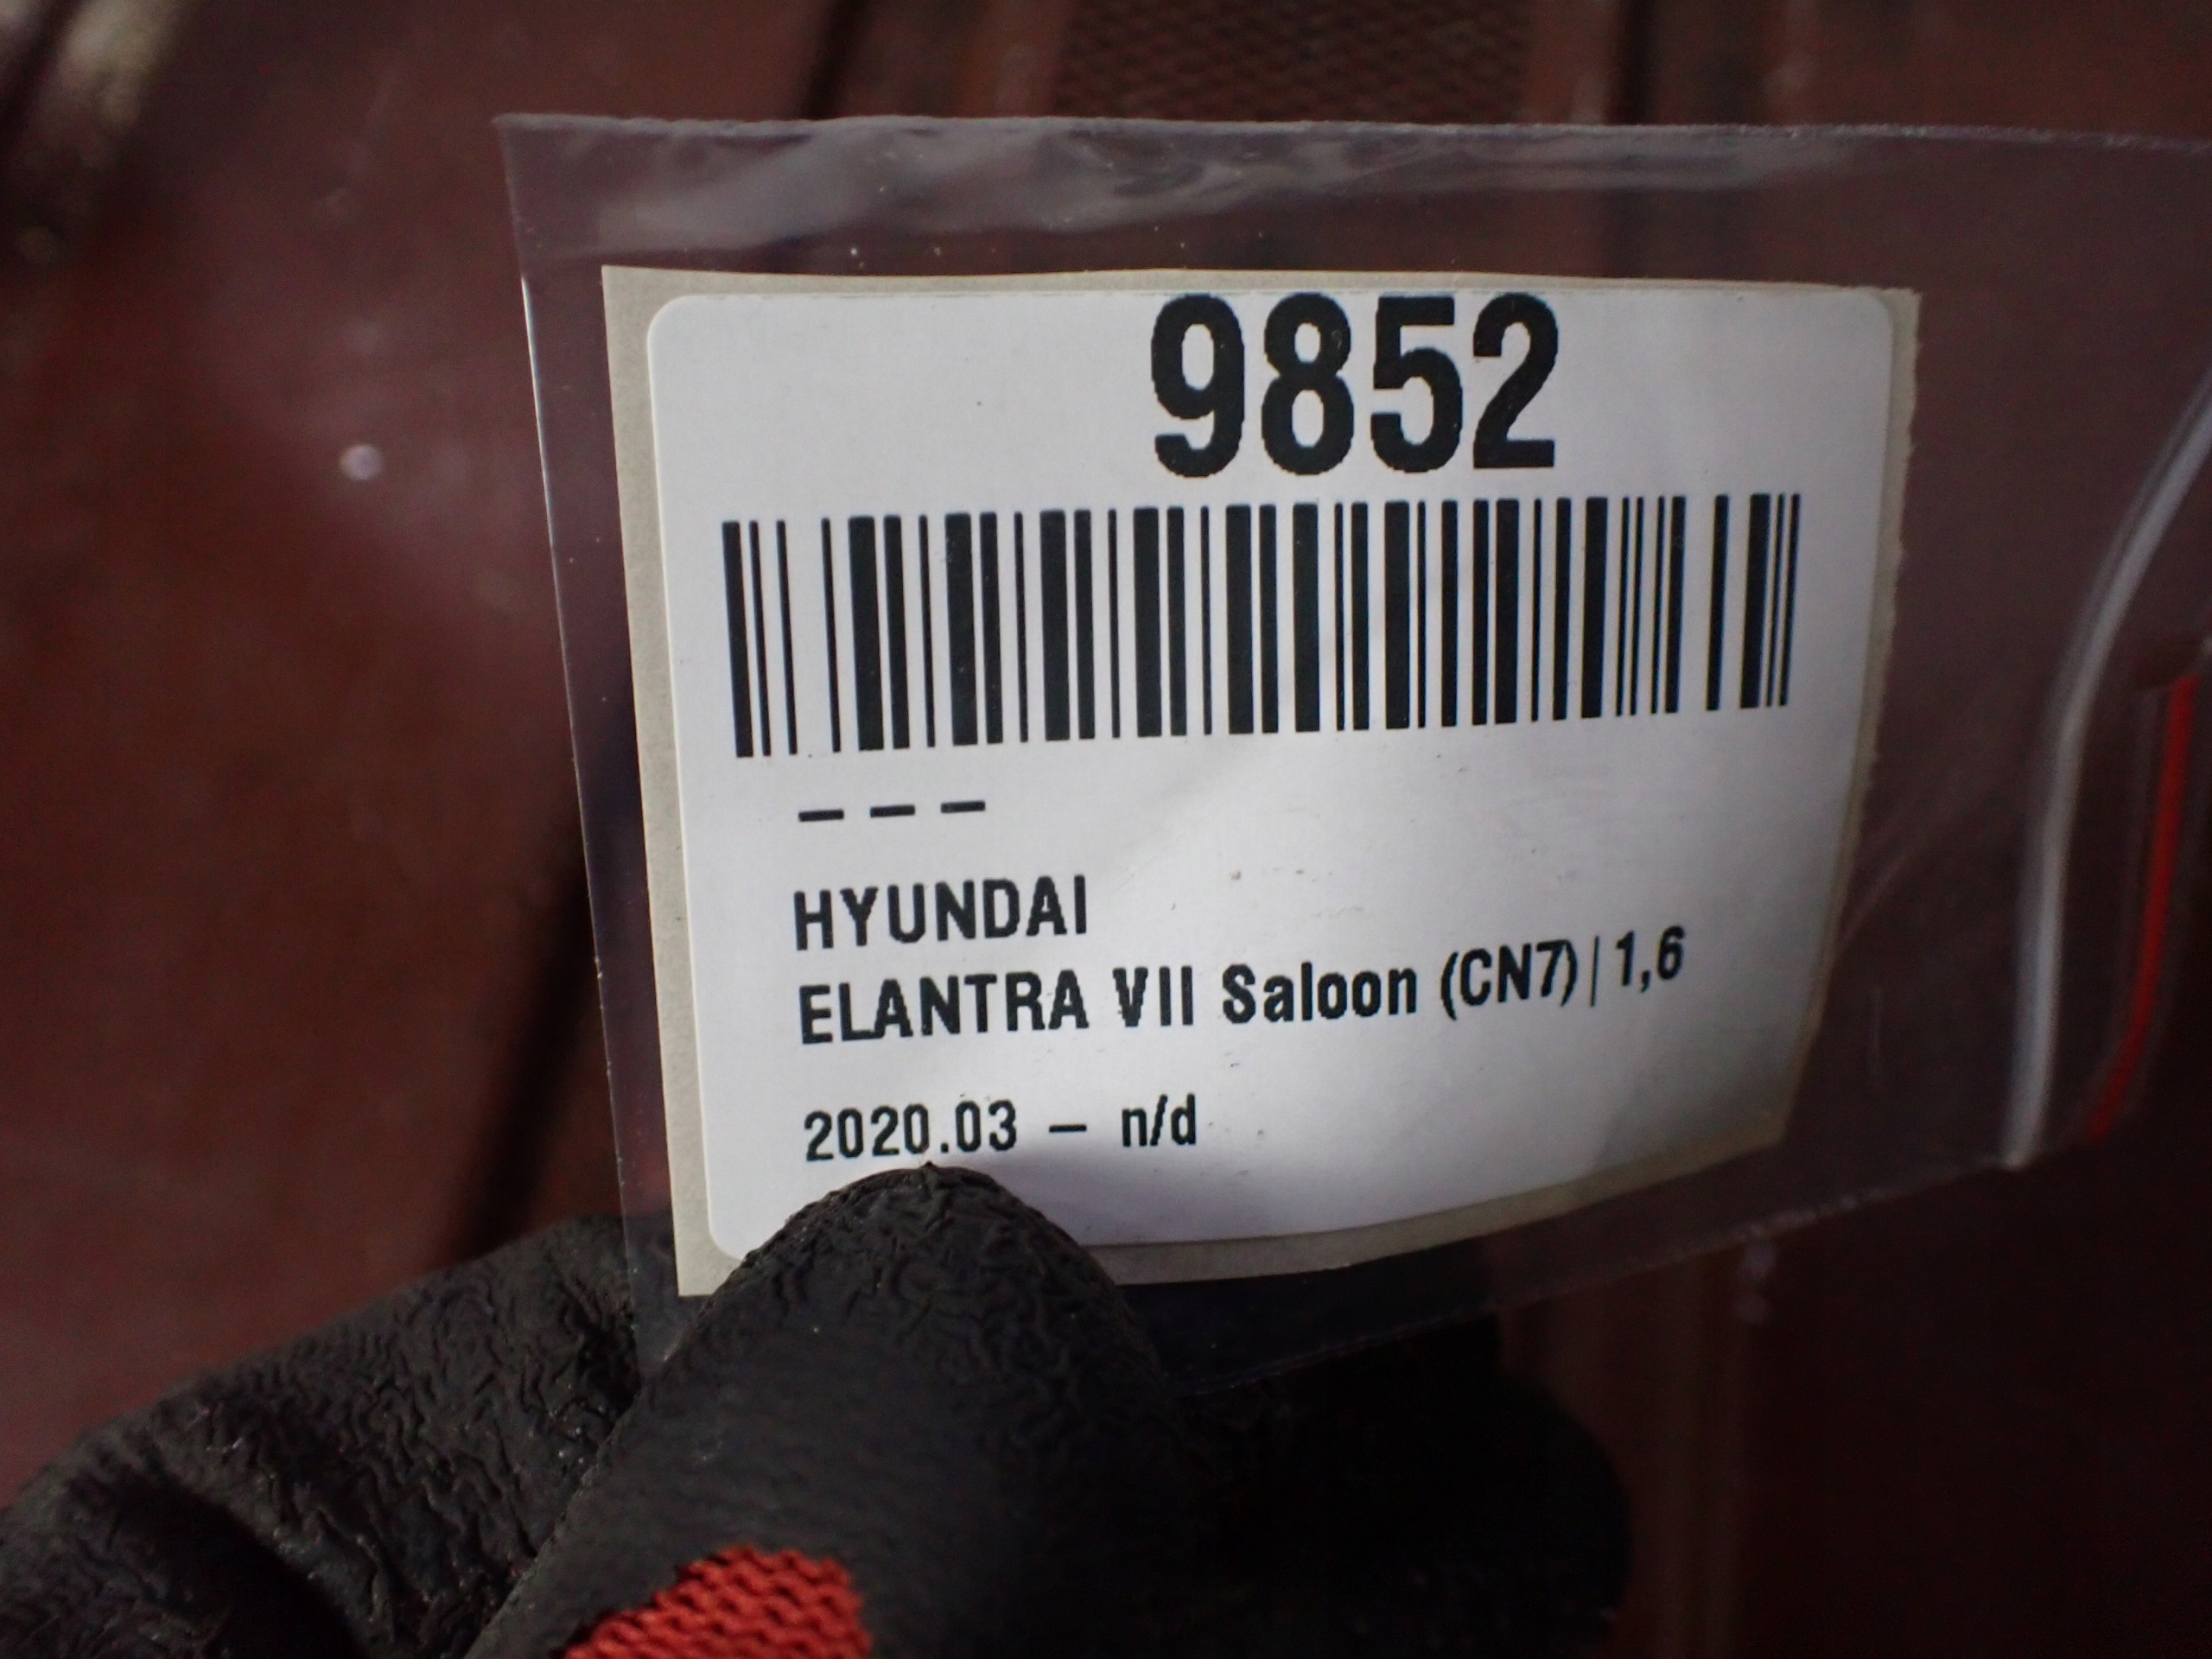 9852
– – –
HYUNDAI
ELANTRA VII Saloon (CN7)|1,6
2020.03 – n/d